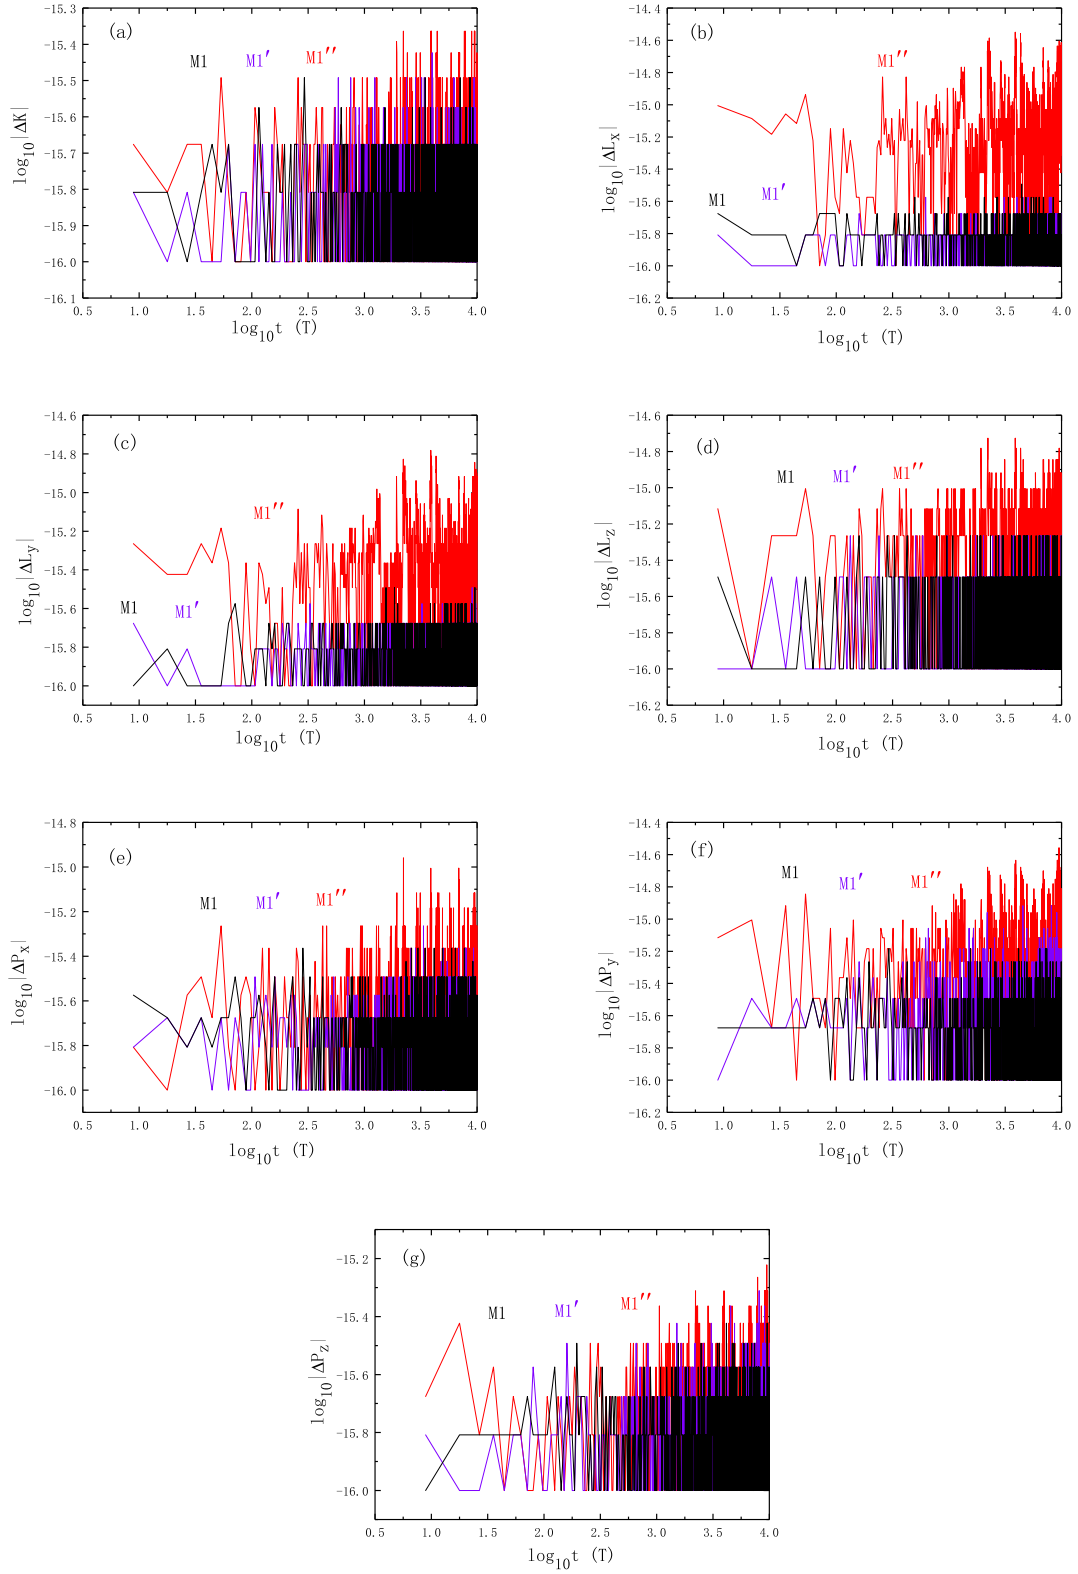 (a)
M1 M1′ M1′′
log10|ΔK|
-15.3
-15.4
-15.5
-15.6
-15.7
-15.8
-15.9
-16.0
-16.1
0.5 1.0 1.5 2.0 2.5 3.0 3.5 4.0
log10t (T)
(b)
M1′′
M1 M1′
log10|ΔLX|
-14.4
-14.6
-14.8
-15.0
-15.2
-15.4
-15.6
-15.8
-16.0
-16.2
0.5 1.0 1.5 2.0 2.5 3.0 3.5 4.0
log10t (T)
(c)
M1′′
M1 M1′
log10|ΔLy|
-14.6
-14.8
-15.0
-15.2
-15.4
-15.6
-15.8
-16.0
0.5 1.0 1.5 2.0 2.5 3.0 3.5 4.0
log10t (T)
(d)
M1 M1′ M1′′
log10|ΔLZ|
-14.6
-14.8
-15.0
-15.2
-15.4
-15.6
-15.8
-16.0
-16.2
0.5 1.0 1.5 2.0 2.5 3.0 3.5 4.0
log10t (T)
(e)
M1 M1′ M1′′
log10|ΔPX|
-14.8
-15.0
-15.2
-15.4
-15.6
-15.8
-16.0
0.5 1.0 1.5 2.0 2.5 3.0 3.5 4.0
log10t (T)
(f)
M1 M1′ M1′′
log10|ΔPy|
-14.4
-14.6
-14.8
-15.0
-15.2
-15.4
-15.6
-15.8
-16.0
-16.2
0.5 1.0 1.5 2.0 2.5 3.0 3.5 4.0
log10t (T)
(g)
M1 M1′ M1′′
log10|ΔPZ|
-15.2
-15.4
-15.6
-15.8
-16.0
0.5 1.0 1.5 2.0 2.5 3.0 3.5 4.0
log10t (T)